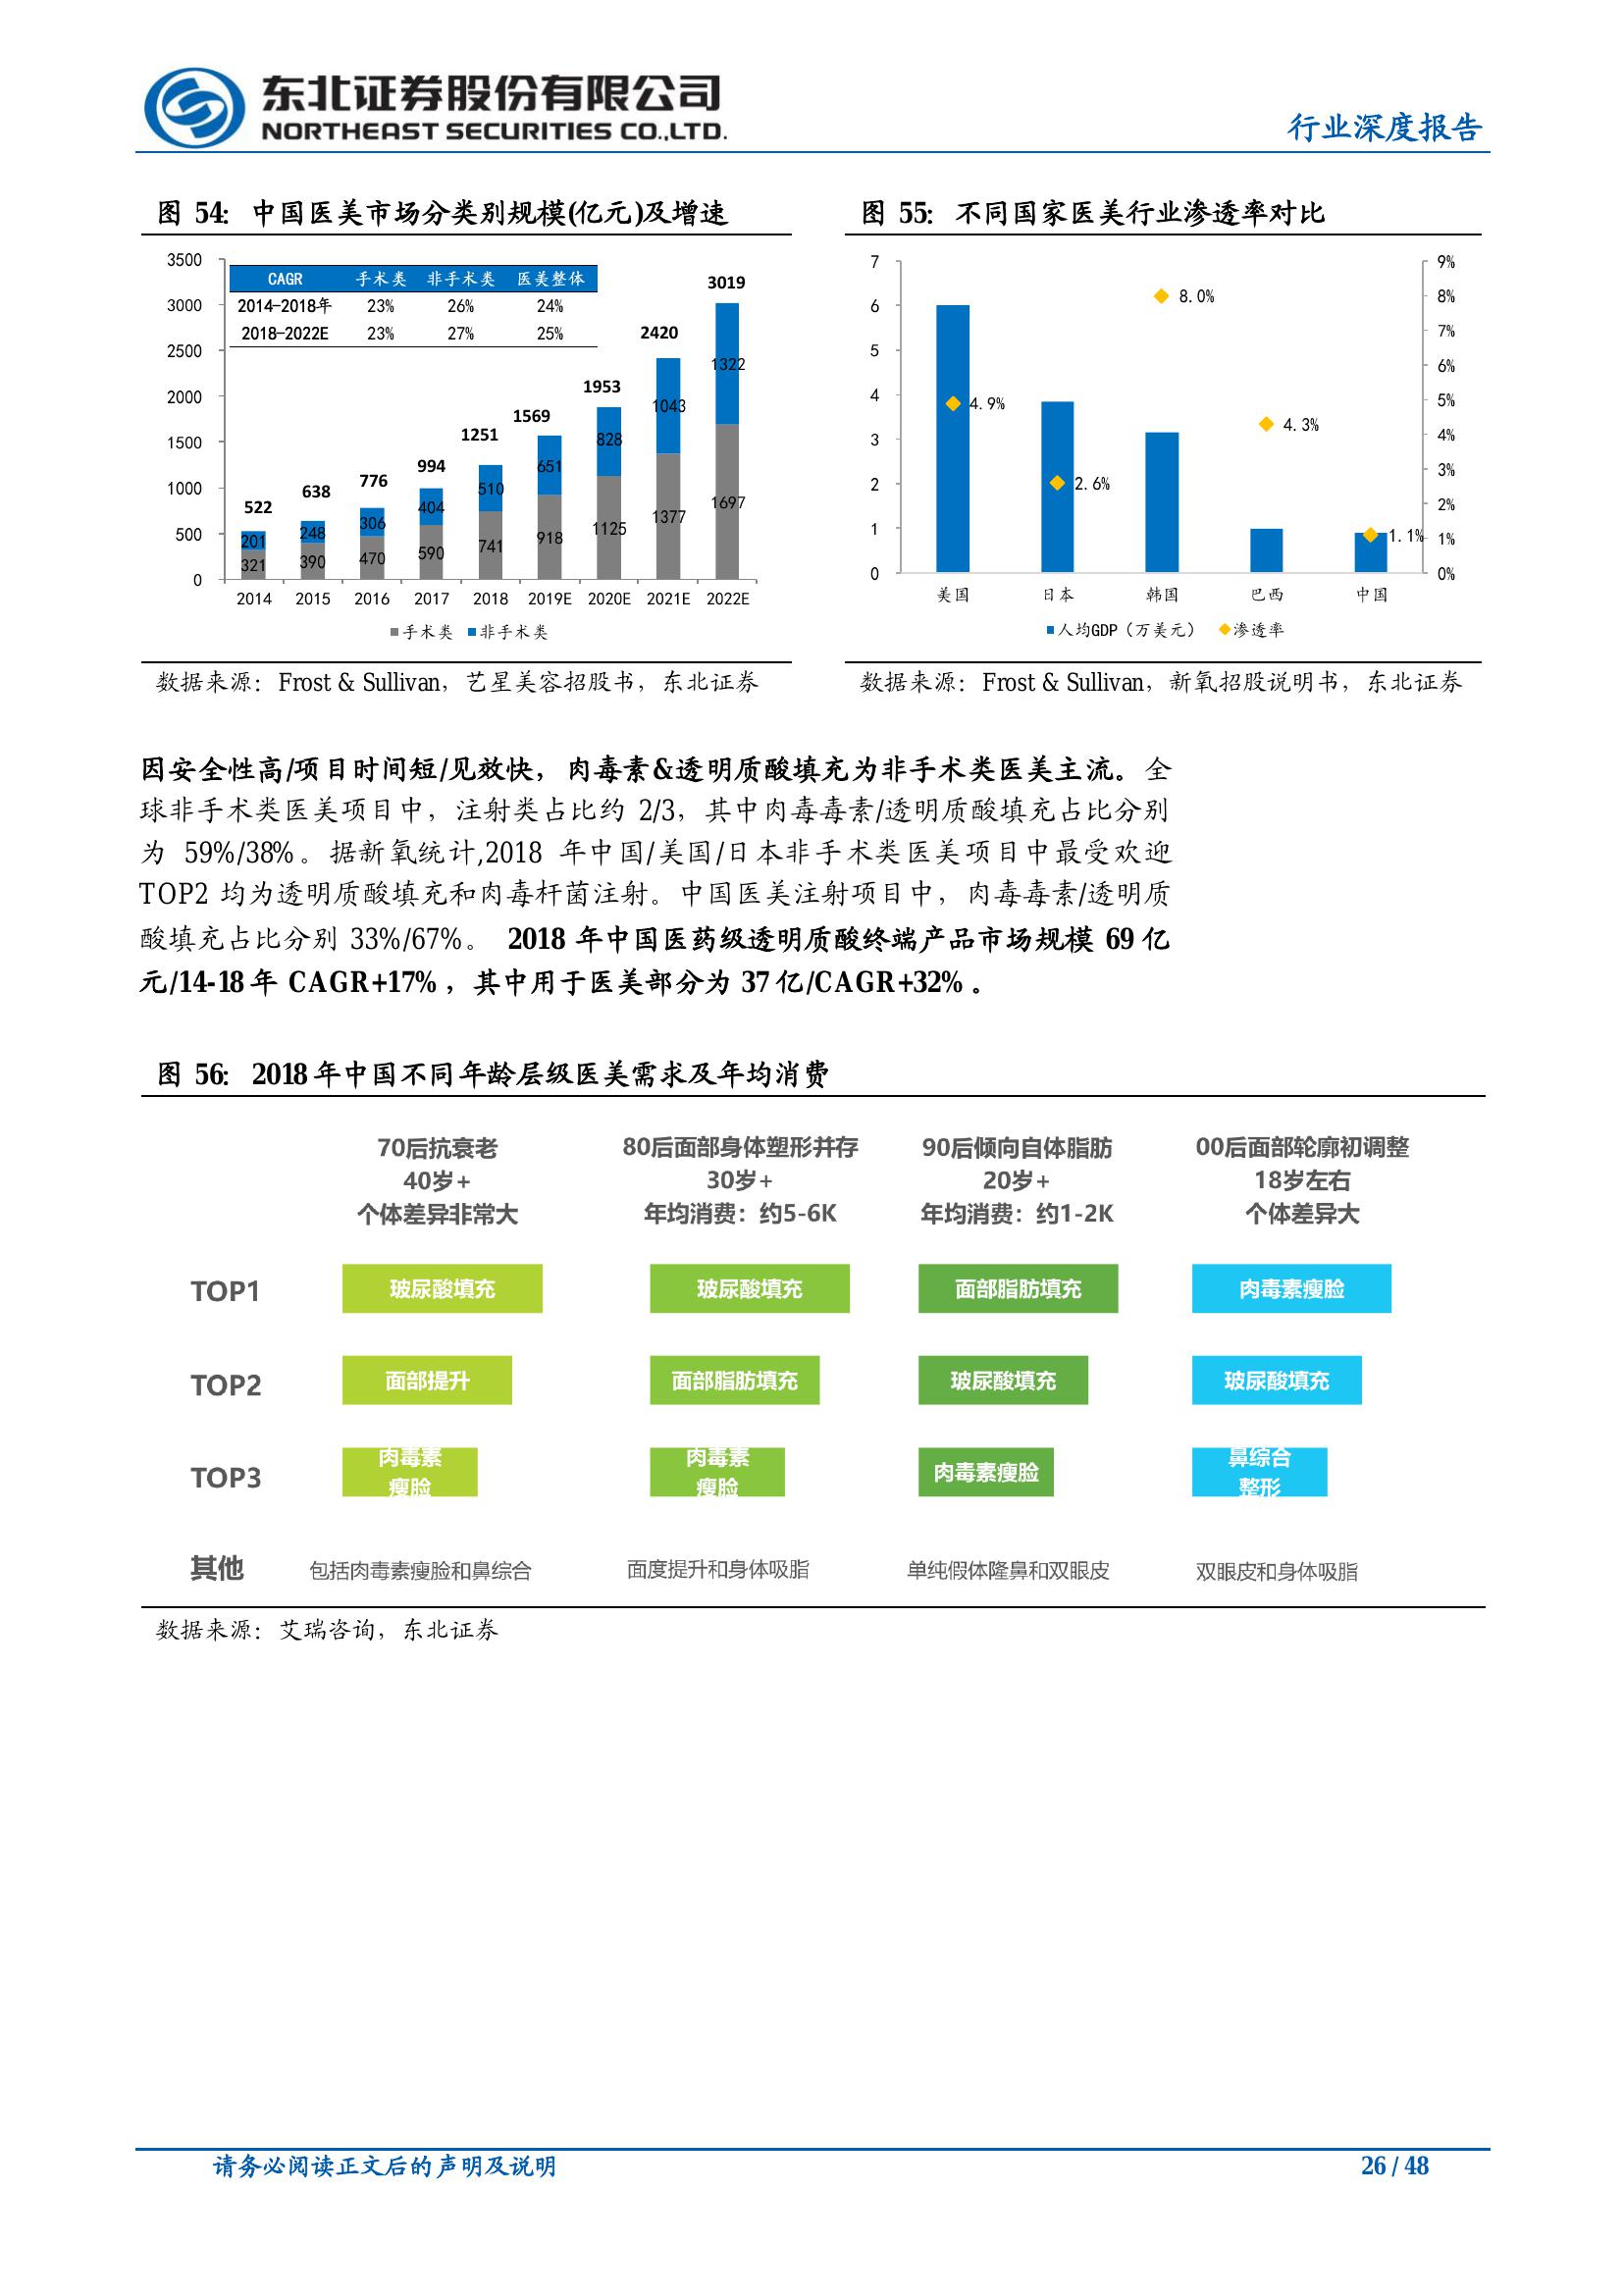 东北证券股份有限公司
NORTHEAST SECURITIES CO.,LTD.
行业深度报告
图 54: 中国医美市场分类别规模(亿元)及增速
3500
3000
2500
2000
1500
1000
500
0
CAGR 手术类 非手术类 医美整体
2014-2018年 23% 26% 24%
2018-2022E 23% 27% 25%
522 638 776 994 1251 1569 1953 2420 3019
201 248 306 404 510 651 828 1043 1322
321 390 470 590 741 918 1125 1377 1697
2014 2015 2016 2017 2018 2019E 2020E 2021E 2022E
手术类 非手术类
数据来源：Frost & Sullivan，艺星美容招股书，东北证券
图 55: 不同国家医美行业渗透率对比
7
6
5
4
3
2
1
0
9%
8%
7%
6%
5%
4%
3%
2%
1%
0%
4.9% 2.6% 8.0% 4.3% 1.1%
美国 日本 韩国 巴西 中国
人均GDP（万美元） 渗透率
数据来源：Frost & Sullivan，新氧招股说明书，东北证券
因安全性高/项目时间短/见效快，肉毒素&透明质酸填充为非手术类医美主流。全
球非手术类医美项目中，注射类占比约 2/3，其中肉毒毒素/透明质酸填充占比分别
为 59%/38%。据新氧统计,2018 年中国/美国/日本非手术类医美项目中最受欢迎
TOP2 均为透明质酸填充和肉毒杆菌注射。中国医美注射项目中，肉毒毒素/透明质
酸填充占比分别 33%/67%。 2018 年中国医药级透明质酸终端产品市场规模 69 亿
元/14-18 年 CAGR+17%，其中用于医美部分为 37 亿/CAGR+32%。
图 56: 2018 年中国不同年龄层级医美需求及年均消费
70后抗衰老
40岁+
个体差异非常大
80后面部身体塑形并存
30岁+
年均消费：约5-6K
90后倾向自体脂肪
20岁+
年均消费：约1-2K
00后面部轮廓初调整
18岁左右
个体差异大
TOP1 玻尿酸填充 玻尿酸填充 面部脂肪填充 肉毒素瘦脸
TOP2 面部提升 面部脂肪填充 玻尿酸填充 玻尿酸填充
TOP3 肉毒素瘦脸 肉毒素瘦脸 肉毒素瘦脸 鼻综合整形
其他 包括肉毒素瘦脸和鼻综合 面度提升和身体吸脂 单纯假体隆鼻和双眼皮 双眼皮和身体吸脂
数据来源：艾瑞咨询，东北证券
请务必阅读正文后的声明及说明
26 / 48